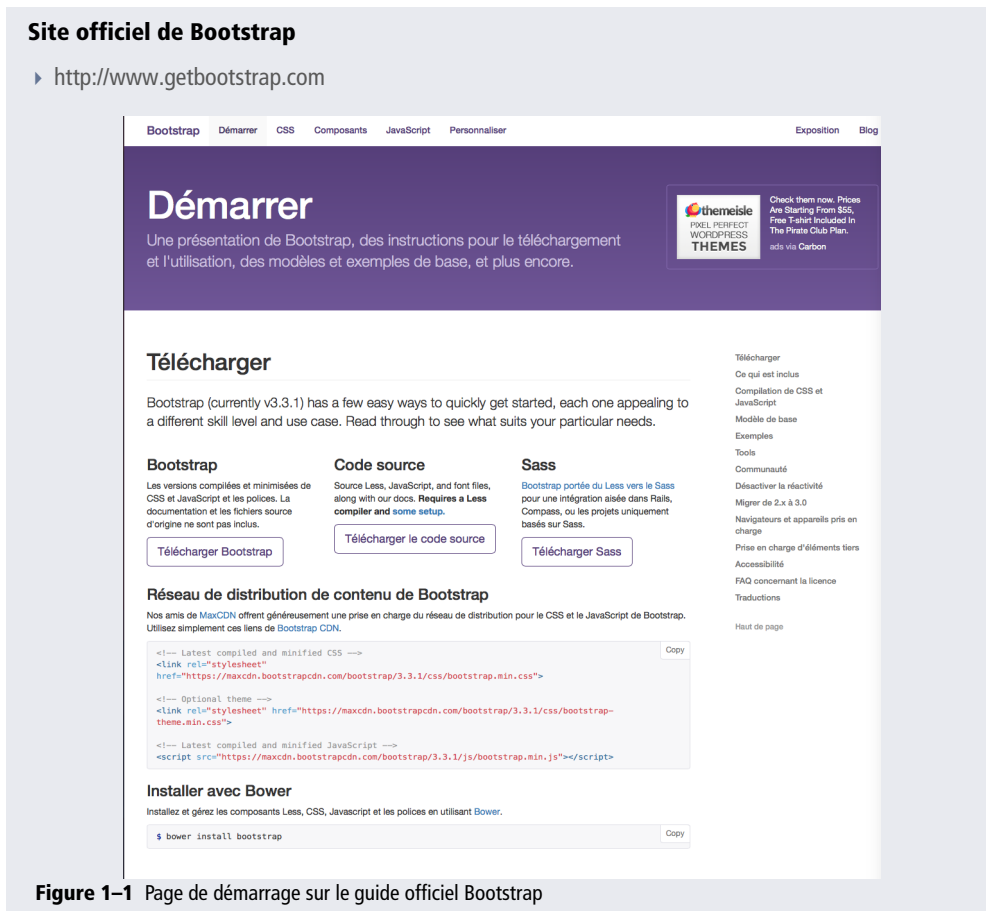 Site officiel de Bootstrap
http://www.getbootstrap.com
Bootstrap Démarrer CSS Composants JavaScript Personnaliser Exposition Blog
Démarrer
Une présentation de Bootstrap, des instructions pour le téléchargement
et l'utilisation, des modèles et exemples de base, et plus encore.
themeisle
PIXEL PERFECT
WORDPRESS
THEMES
Check them now. Prices
Are Starting From $55,
Free T-shirt Included In
The Pirate Club Plan.
ads via Carbon
Télécharger
Bootstrap (currently v3.3.1) has a few easy ways to quickly get started, each one appealing to
a different skill level and use case. Read through to see what suits your particular needs.
Bootstrap
Les versions compilées et minimisées de
CSS et JavaScript et les polices. La
documentation et les fichiers source
d'origine ne sont pas inclus.
Télécharger Bootstrap
Code source
Source Less, JavaScript, and font files,
along with our docs. Requires a Less
compiler and some setup.
Télécharger le code source
Sass
Bootstrap portée du Less vers le Sass
pour une intégration aisée dans Rails,
Compass, ou les projets uniquement
basés sur Sass.
Télécharger Sass
Réseau de distribution de contenu de Bootstrap
Nos amis de MaxCDN offrent généreusement une prise en charge du réseau de distribution pour le CSS et le JavaScript de Bootstrap.
Utilisez simplement ces liens de Bootstrap CDN.
Copy
<!-- Latest compiled and minified CSS -->
<link rel="stylesheet"
href="https://maxcdn.bootstrapcdn.com/bootstrap/3.3.1/css/bootstrap.min.css">
<!-- Optional theme -->
<link rel="stylesheet" href="https://maxcdn.bootstrapcdn.com/bootstrap/3.3.1/css/bootstrap-
theme.min.css">
<!-- Latest compiled and minified JavaScript -->
<script src="https://maxcdn.bootstrapcdn.com/bootstrap/3.3.1/js/bootstrap.min.js"></script>
Installer avec Bower
Installez et gérez les composants Less, CSS, Javascript et les polices en utilisant Bower.
$ bower install bootstrap
Copy
Télécharger
Ce qui est inclus
Compilation de CSS et
JavaScript
Modèle de base
Exemples
Tools
Communauté
Désactiver la réactivité
Migrer de 2.x à 3.0
Navigateurs et appareils pris en
charge
Prise en charge d'éléments tiers
Accessibilité
FAQ concernant la licence
Traductions
Haut de page
Figure 1–1 Page de démarrage sur le guide officiel Bootstrap